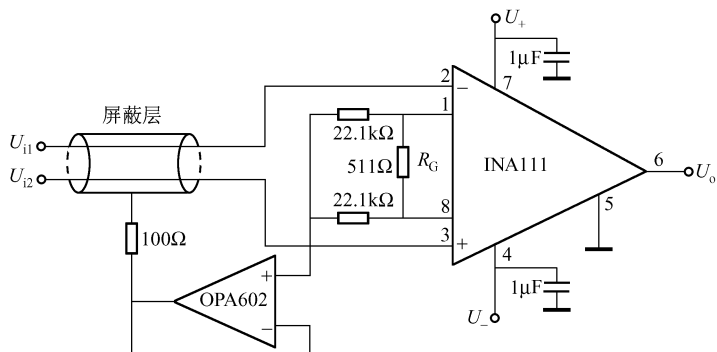 U+
1μF
7
2
−
1
屏蔽层
22.1kΩ
Ui1
511Ω
RG
INA111
6
Uo
Ui2
22.1kΩ
8
5
100Ω
3
+
4
+
OPA602
1μF
−
U−